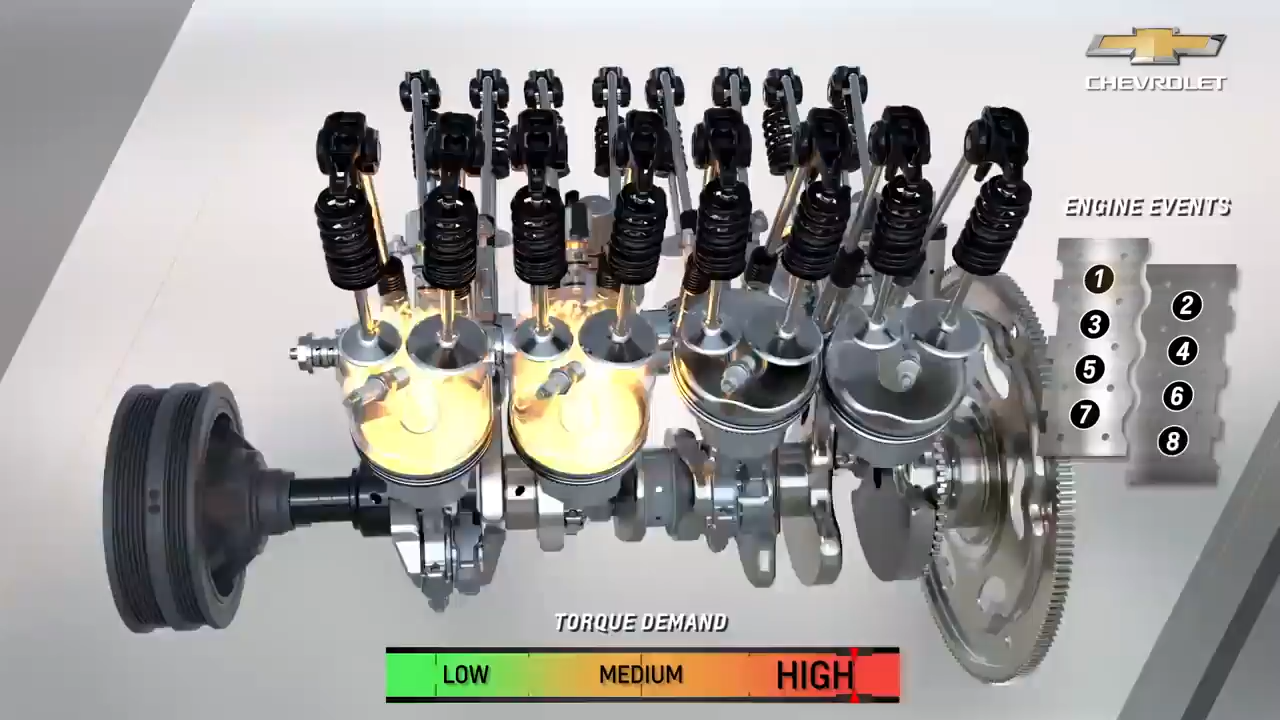 CHEVROLET
ENGINE EVENTS
1
2
3
4
5
6
7
8
TORQUE DEMAND
LOW MEDIUM HIGH